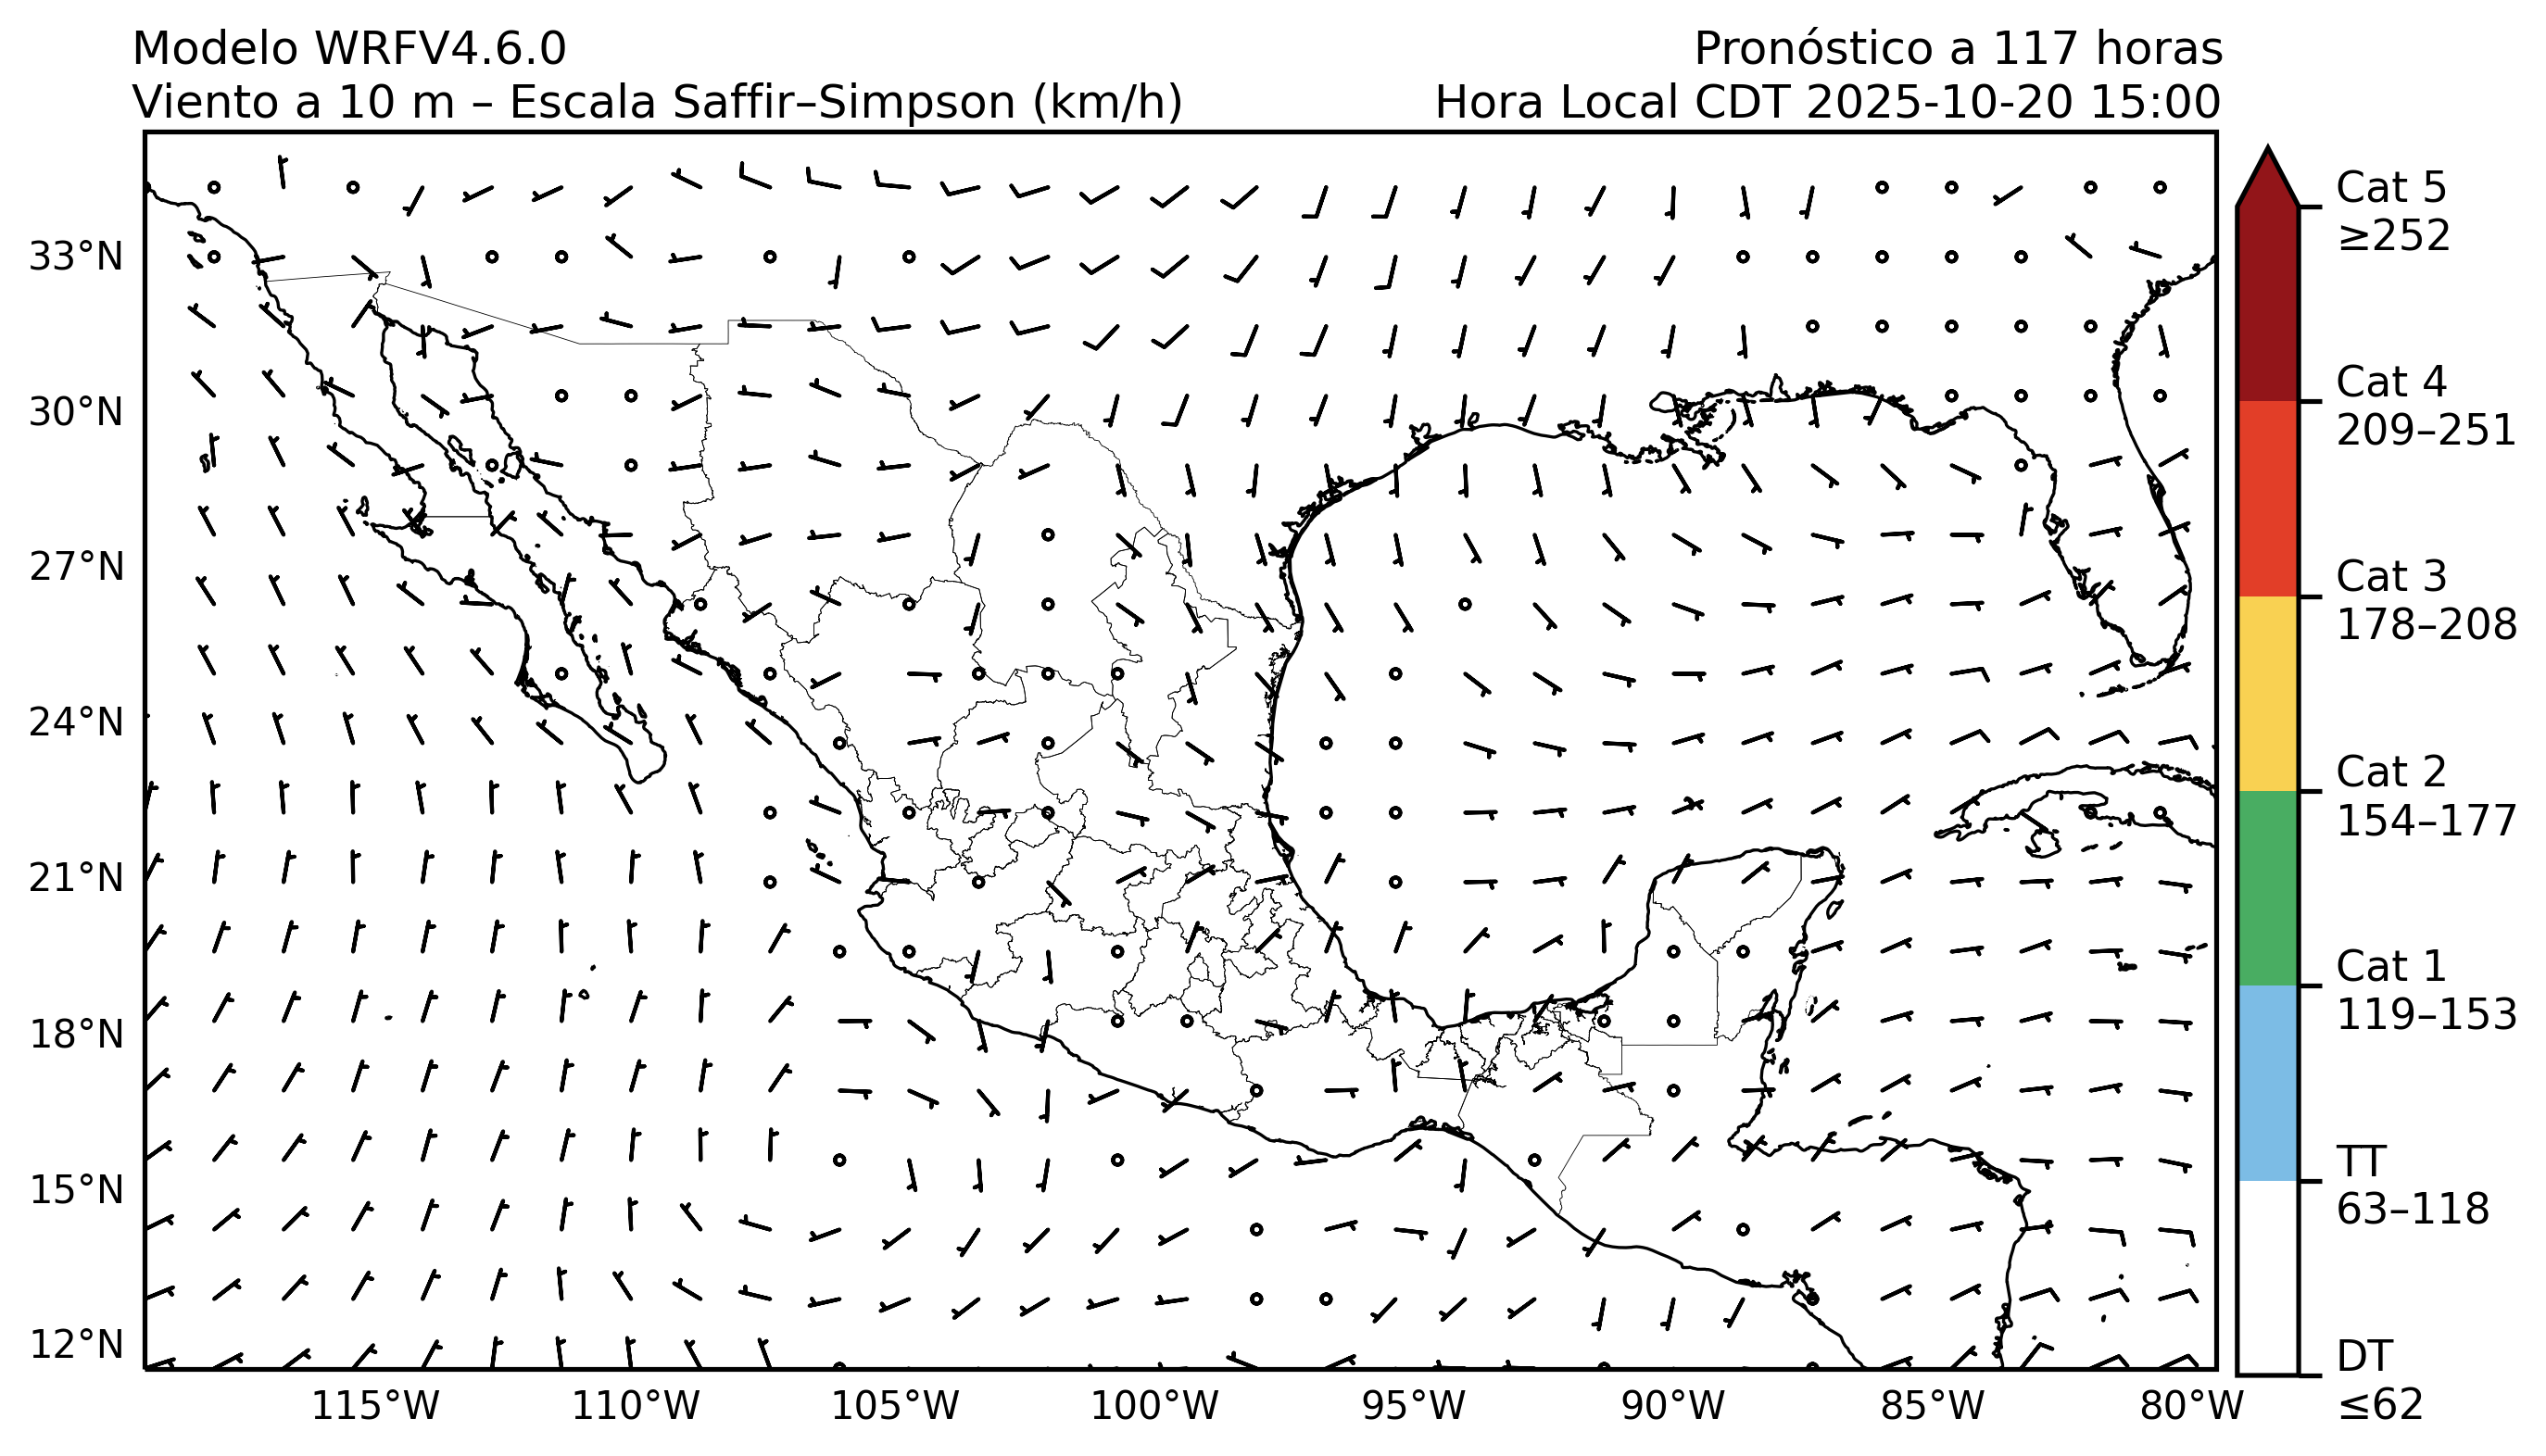 Modelo WRFV4.6.0
Pronóstico a 117 horas
Viento a 10 m – Escala Saffir–Simpson (km/h)
Hora Local CDT 2025-10-20 15:00
33°N
30°N
27°N
24°N
21°N
18°N
15°N
12°N
115°W
110°W
105°W
100°W
95°W
90°W
85°W
80°W
Cat 5
≥252
Cat 4
209–251
Cat 3
178–208
Cat 2
154–177
Cat 1
119–153
TT
63–118
DT
≤62